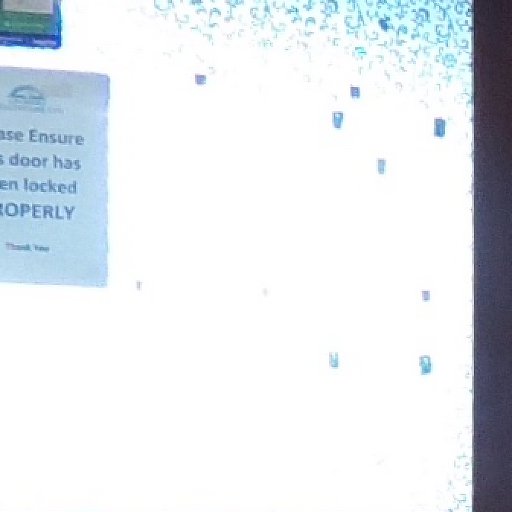 ase Ensure
s door has
en locked
ROPERLY
Thank You